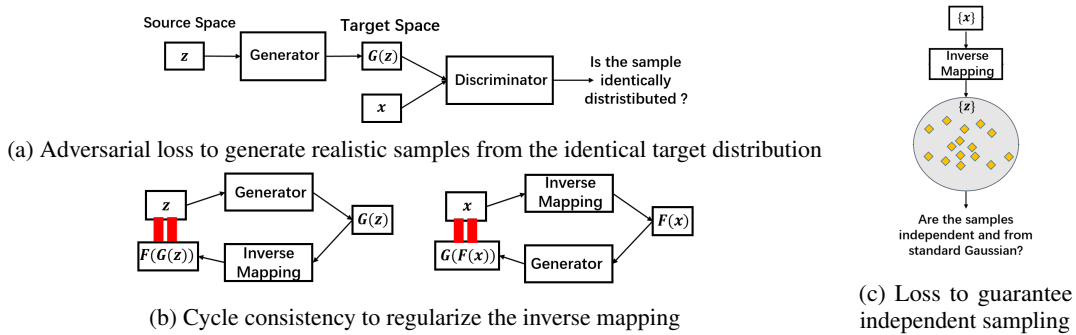 Source Space
Target Space
z
Generator
G(z)
x
Discriminator
Is the sample
identically
distristibuted ?
(a) Adversarial loss to generate realistic samples from the identical target distribution
z
Generator
G(z)
F(G(z))
Inverse
Mapping
x
Inverse
Mapping
F(x)
G(F(x))
Generator
(b) Cycle consistency to regularize the inverse mapping
{x}
Inverse
Mapping
{z}
Are the samples
independent and from
standard Gaussian?
(c) Loss to guarantee
independent sampling